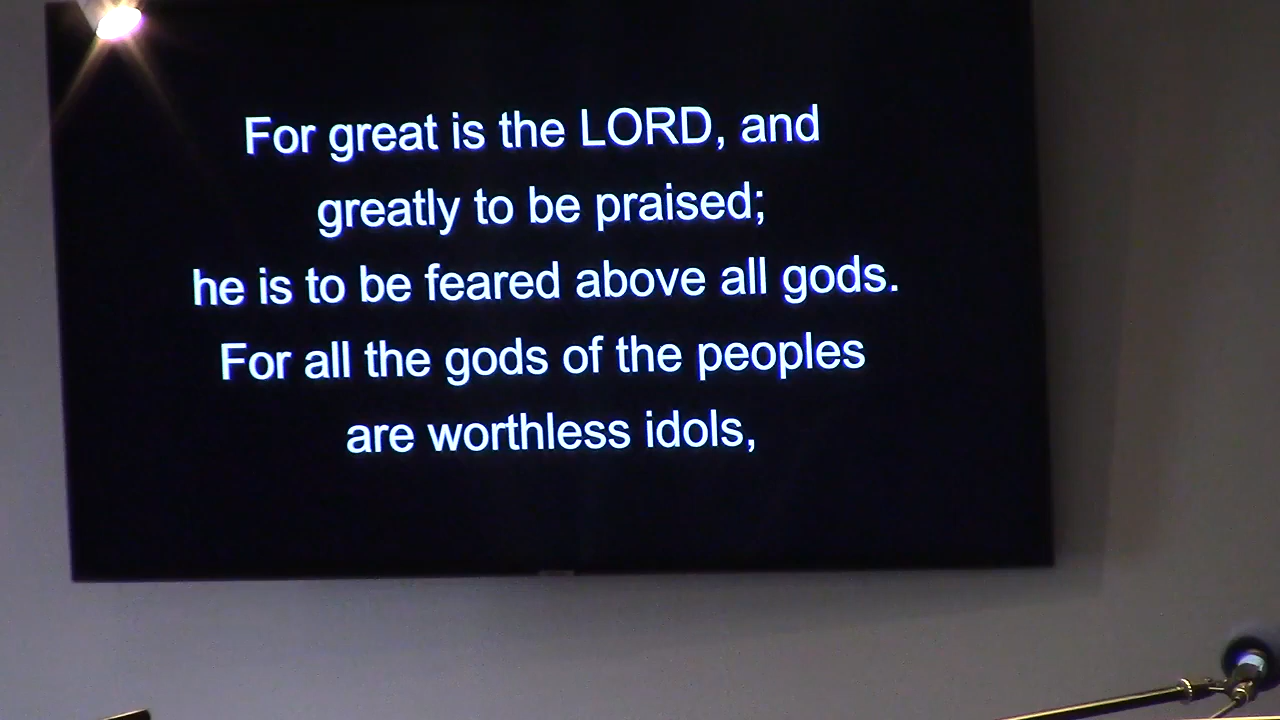 For great is the LORD, and
greatly to be praised;
he is to be feared above all gods.
For all the gods of the peoples
are worthless idols,